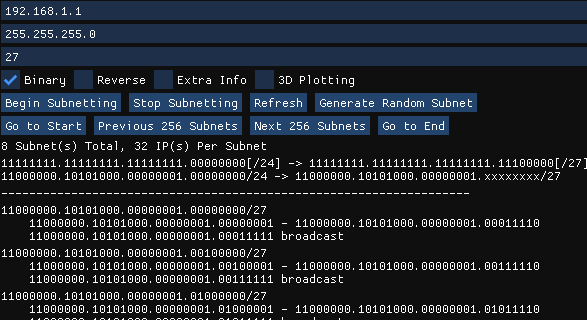 192.168.1.1
255.255.255.0
27
Binary Reverse Extra Info 3D Plotting
Begin Subnetting Stop Subnetting Refresh Generate Random Subnet
Go to Start Previous 256 Subnets Next 256 Subnets Go to End
8 Subnet(s) Total, 32 IP(s) Per Subnet
11111111.11111111.11111111.00000000[/24] -> 11111111.11111111.11111111.11100000[/27]
11000000.10101000.00000001.00000000/24 -> 11000000.10101000.00000001.xxxxxxxx/27
--------------------------------------------------------------------
11000000.10101000.00000001.00000000/27
11000000.10101000.00000001.00000001 - 11000000.10101000.00000001.00011110
11000000.10101000.00000001.00011111 broadcast
11000000.10101000.00000001.00100000/27
11000000.10101000.00000001.00100001 - 11000000.10101000.00000001.00111110
11000000.10101000.00000001.00111111 broadcast
11000000.10101000.00000001.01000000/27
11000000.10101000.00000001.01000001 - 11000000.10101000.00000001.01011110
11000000.10101000.00000001.01011111 broadcast